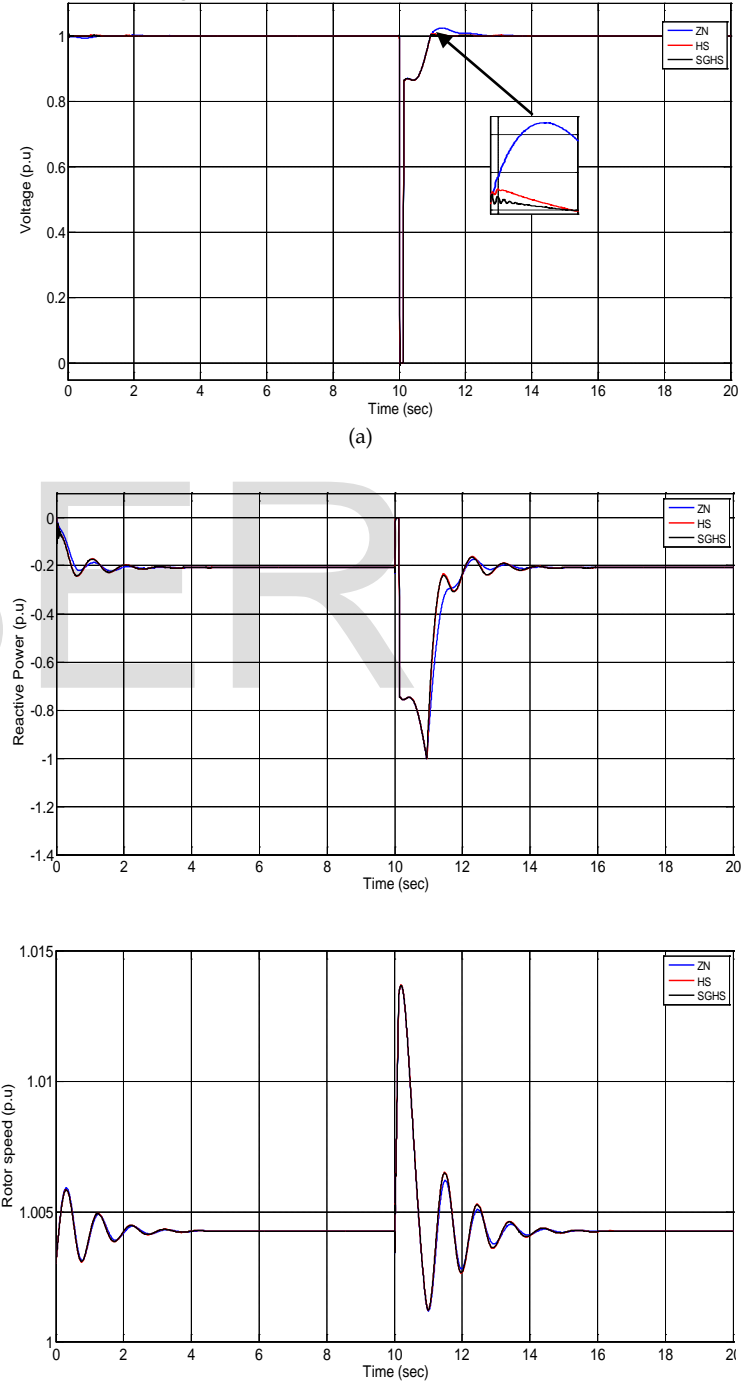 ZN
HS
SGHS
1
0.8
0.6
0.4
0.2
0
Voltage (p.u)
0 2 4 6 8 10 12 14 16 18 20
Time (sec)
(a)
ER
ZN
HS
SGHS
0
-0.2
-0.4
-0.6
-0.8
-1
-1.2
-1.4
Reactive Power (p.u)
0 2 4 6 8 10 12 14 16 18 20
Time (sec)
ZN
HS
SGHS
1.015
1.01
1.005
1
Rotor speed (p.u)
0 2 4 6 8 10 12 14 16 18 20
Time (sec)